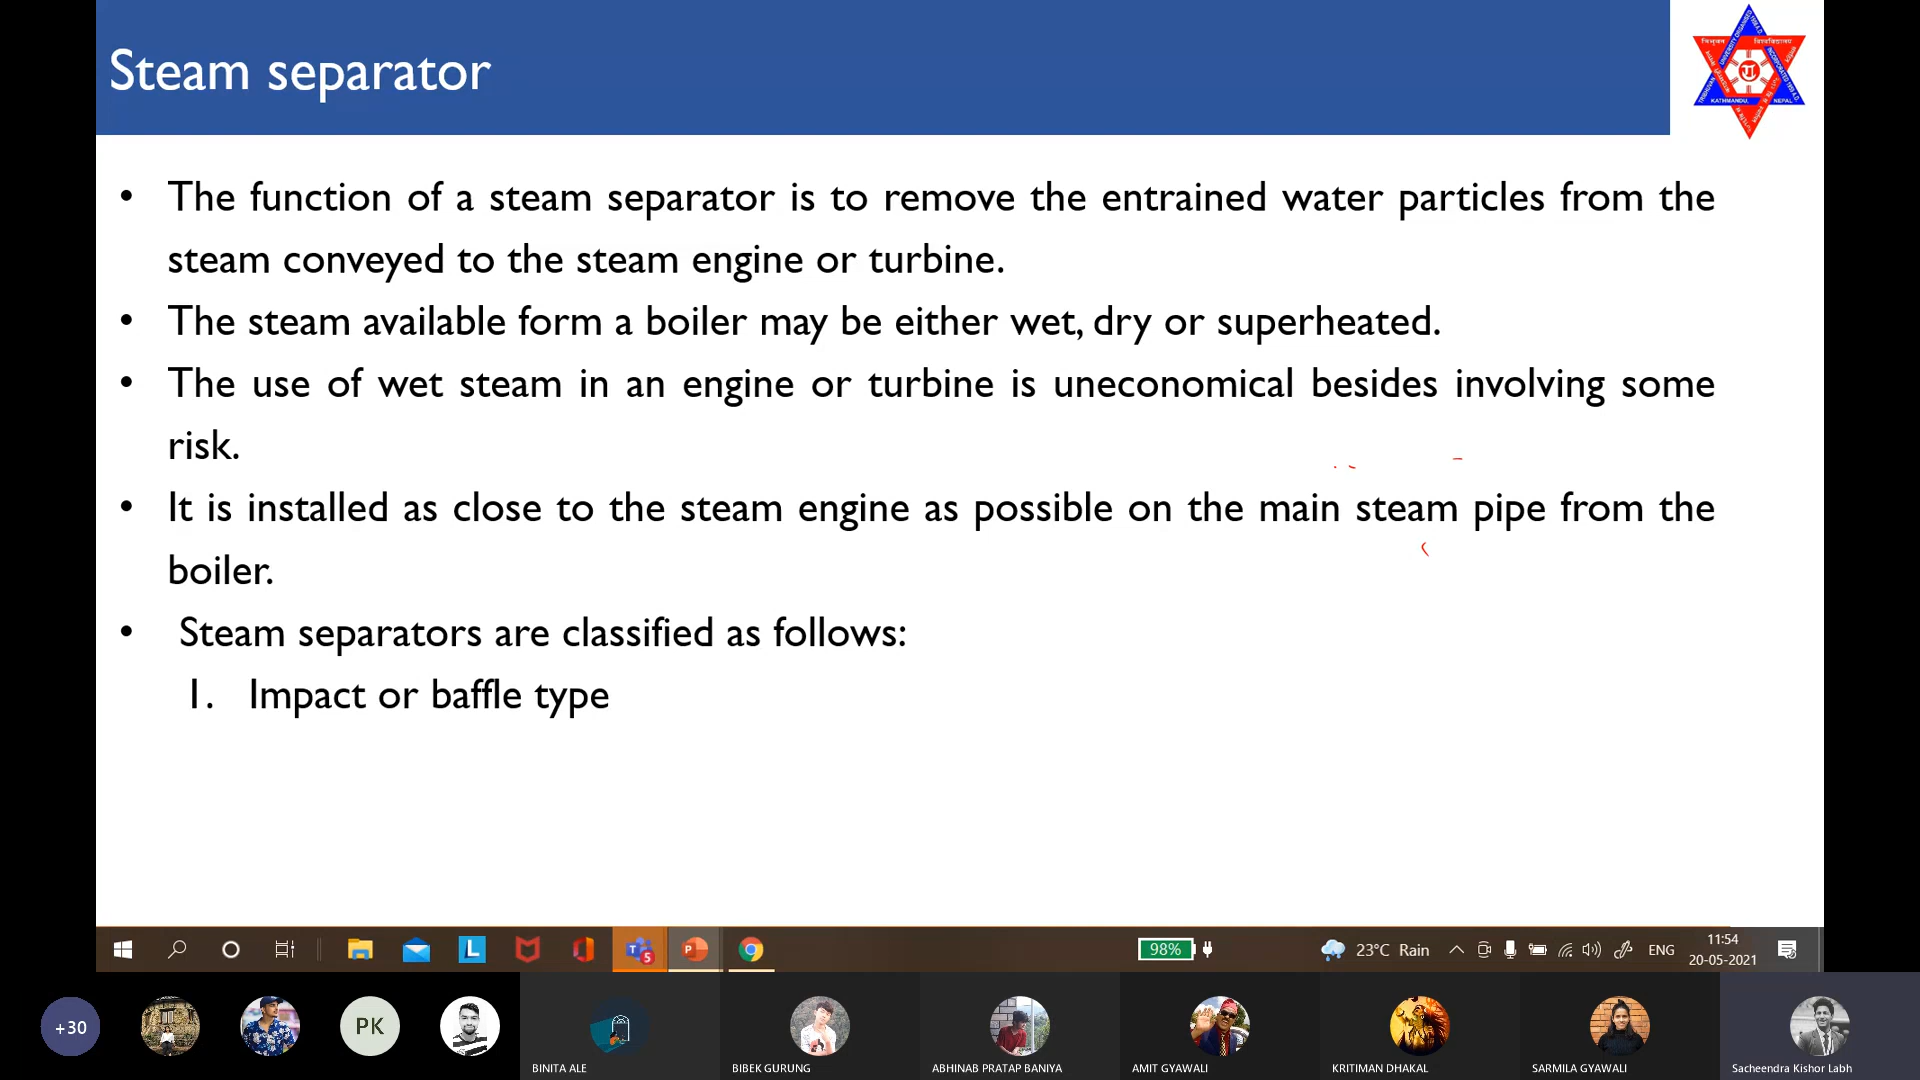 Steam separator
• The function of a steam separator is to remove the entrained water particles from the
steam conveyed to the steam engine or turbine.
• The steam available form a boiler may be either wet, dry or superheated.
• The use of wet steam in an engine or turbine is uneconomical besides involving some
risk.
• It is installed as close to the steam engine as possible on the main steam pipe from the
boiler.
• Steam separators are classified as follows:
1. Impact or baffle type
KATHMANDU, NEPAL
98%
23°C Rain
ENG
11:54
20-05-2021
+30
PK
BINITA ALE
BIBEK GURUNG
ABHINAB PRATAP BANIYA
AMIT GYAWALI
KRITIMAN DHAKAL
SARMILA GYAWALI
Sacheendra Kishor Labh